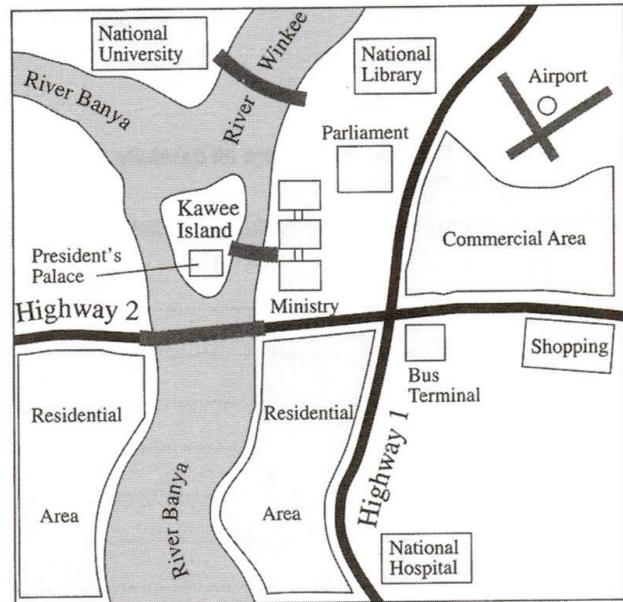 National
University
River Winkee
National
Library
Airport
River Banya
Parliament
Kawee
Island
President's
Palace
Commercial Area
Highway 2
Ministry
Shopping
Bus
Terminal
Residential
Residential
Highway 1
Area
Area
River Banya
National
Hospital